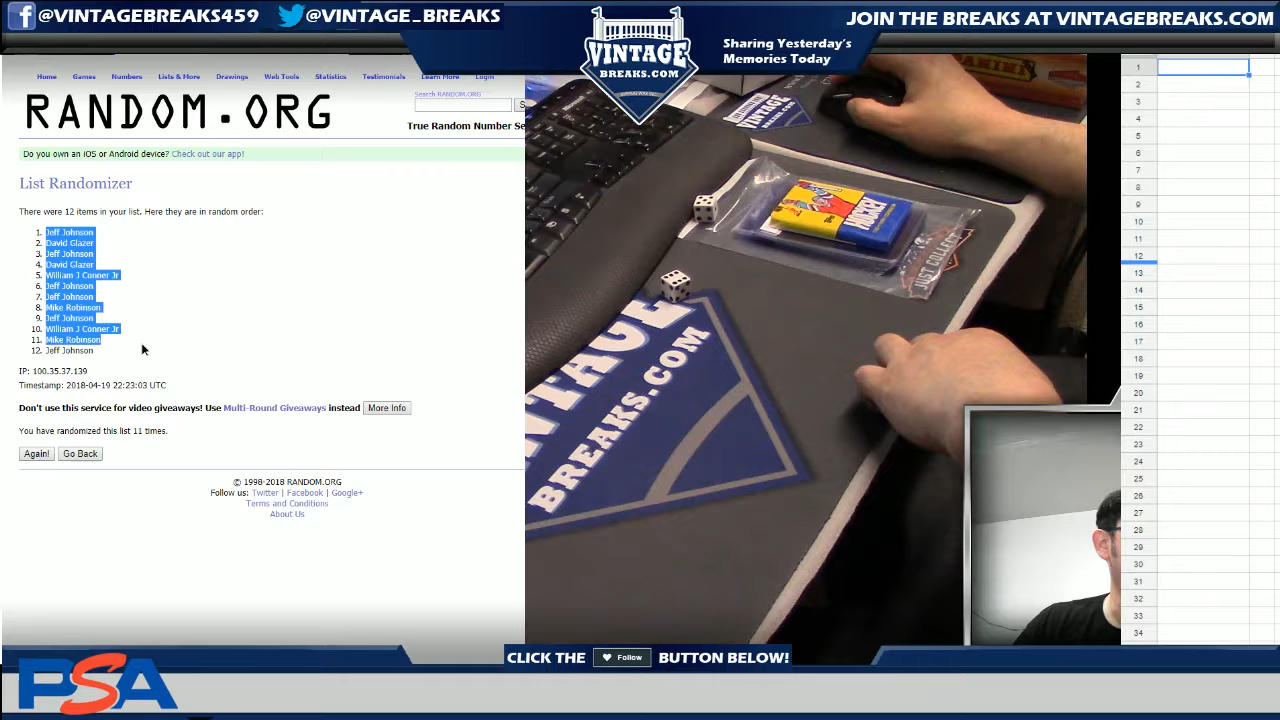 @VINTAGEBREAKS459
@VINTAGE_BREAKS
VINTAGE
BREAKS.COM
Sharing Yesterday's
Memories Today
JOIN THE BREAKS AT VINTAGEBREAKS.COM
Home Games Numbers Lists & More Drawings Web Tools Statistics Testimonials Learn More Login
RANDOM.ORG
Search RANDOM.ORG
S
True Random Number Se
Do you own an iOS or Android device? Check out our app!
List Randomizer
There were 12 items in your list. Here they are in random order:
1. Jeff Johnson
2. David Glazer
3. Jeff Johnson
4. David Glazer
5. William J Conner Jr
6. Jeff Johnson
7. Jeff Johnson
8. Mike Robinson
9. Jeff Johnson
10. William J Conner Jr
11. Mike Robinson
12. Jeff Johnson
IP: 100.35.37.139
Timestamp: 2018-04-19 22:23:03 UTC
Don't use this service for video giveaways! Use Multi-Round Giveaways instead More Info
You have randomized this list 11 times.
Again! Go Back
© 1998-2018 RANDOM.ORG
Follow us: Twitter | Facebook | Google+
Terms and Conditions
About Us
VINTAGE
BREAKS.COM
HOCKEY
JUST COLLECT
NTAGE
BREAKS.COM
1
2
3
4
5
6
7
8
9
10
11
12
13
14
15
16
17
18
19
20
21
22
23
24
25
26
27
28
29
30
31
32
33
34
CLICK THE Follow BUTTON BELOW!
PSA